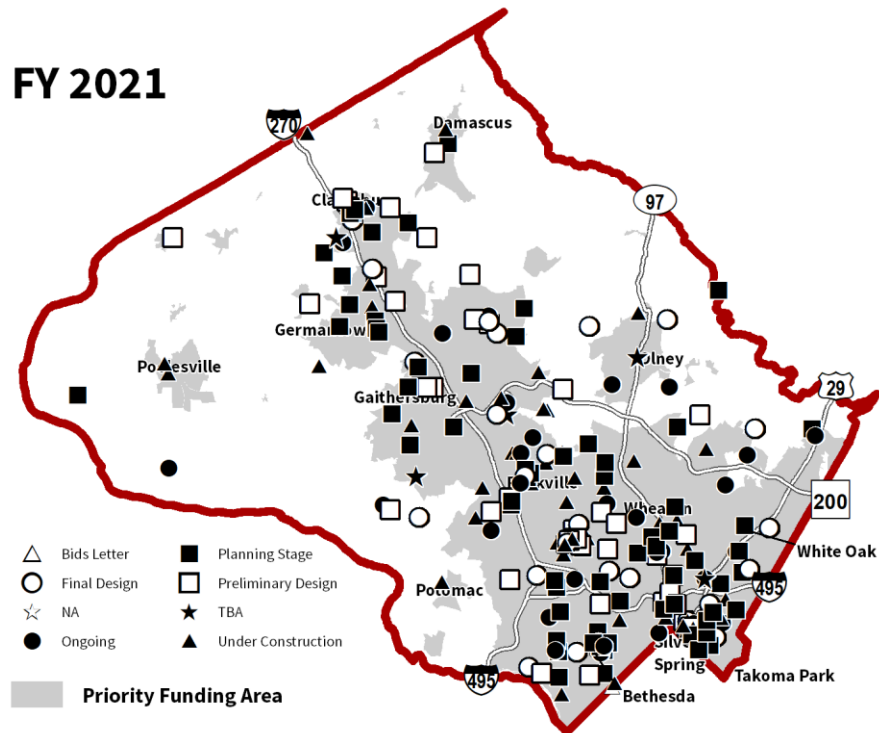 FY 2021
270
Damascus
Clarksburg
97
Germantown
Poolesville
Olney
29
Gaithersburg
Rockville
Wheaton
200
White Oak
495
Potomac
Silver
Spring
Takoma Park
495
Bethesda
Bids Letter
Planning Stage
Final Design
Preliminary Design
NA
TBA
Ongoing
Under Construction
Priority Funding Area